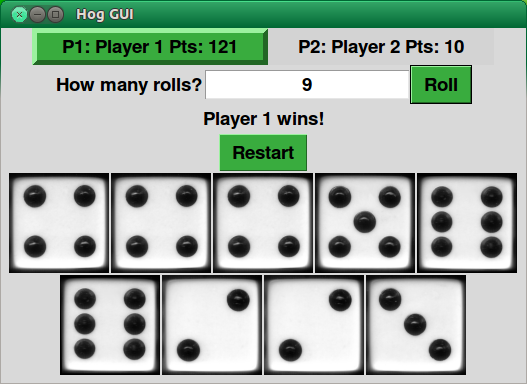 Hog GUI
P1: Player 1 Pts: 121 P2: Player 2 Pts: 10
How many rolls? 9 Roll
Player 1 wins!
Restart